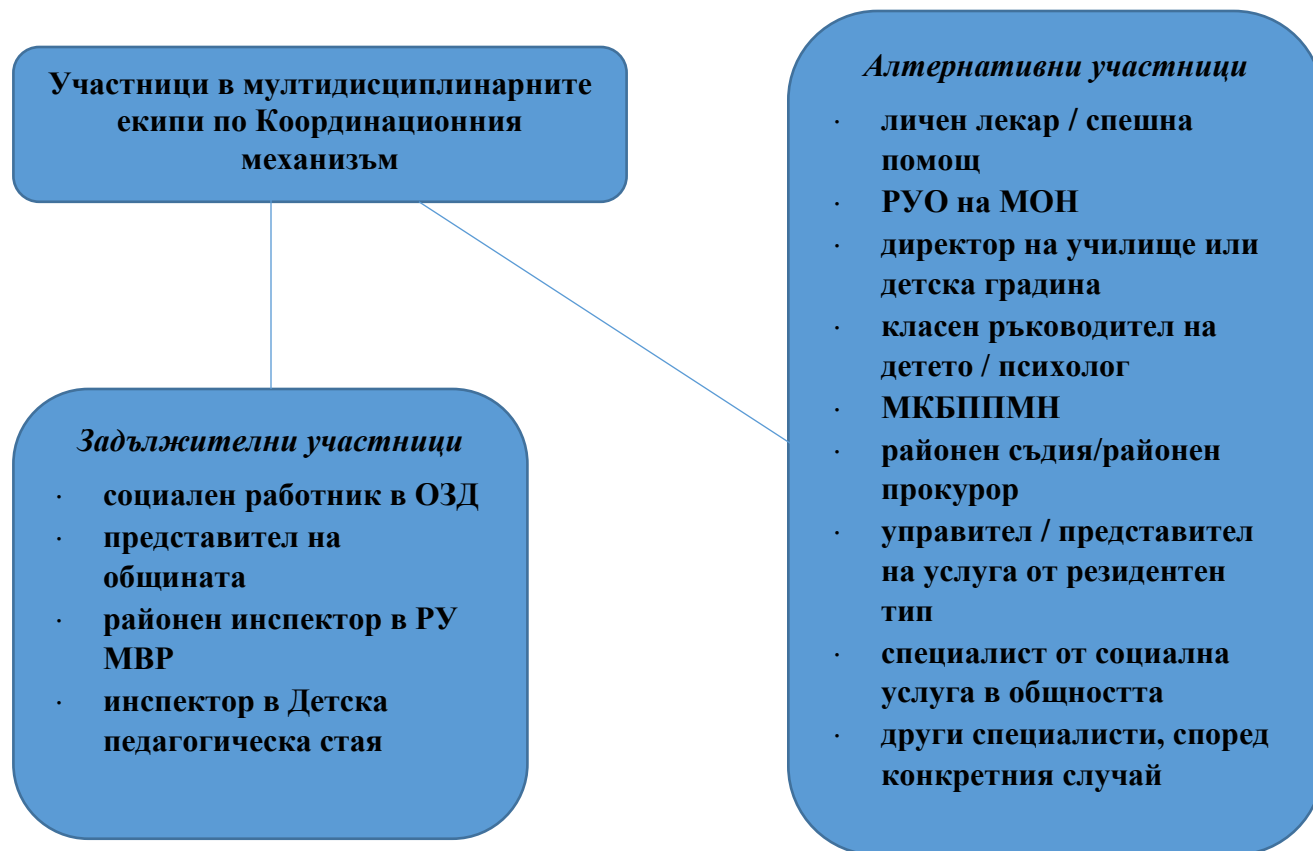 Участници в мултидисциплинарните
екипи по Координационния
механизъм
Задължителни участници
· социален работник в ОЗД
· представител на
общината
· районен инспектор в РУ
МВР
· инспектор в Детска
педагогическа стая
Алтернативни участници
· личен лекар / спешна
помощ
· РУО на МОН
· директор на училище или
детска градина
· класен ръководител на
детето / психолог
· МКБППМН
· районен съдия/районен
прокурор
· управител / представител
на услуга от резидентен
тип
· специалист от социална
услуга в общността
· други специалисти, според
конкретния случай